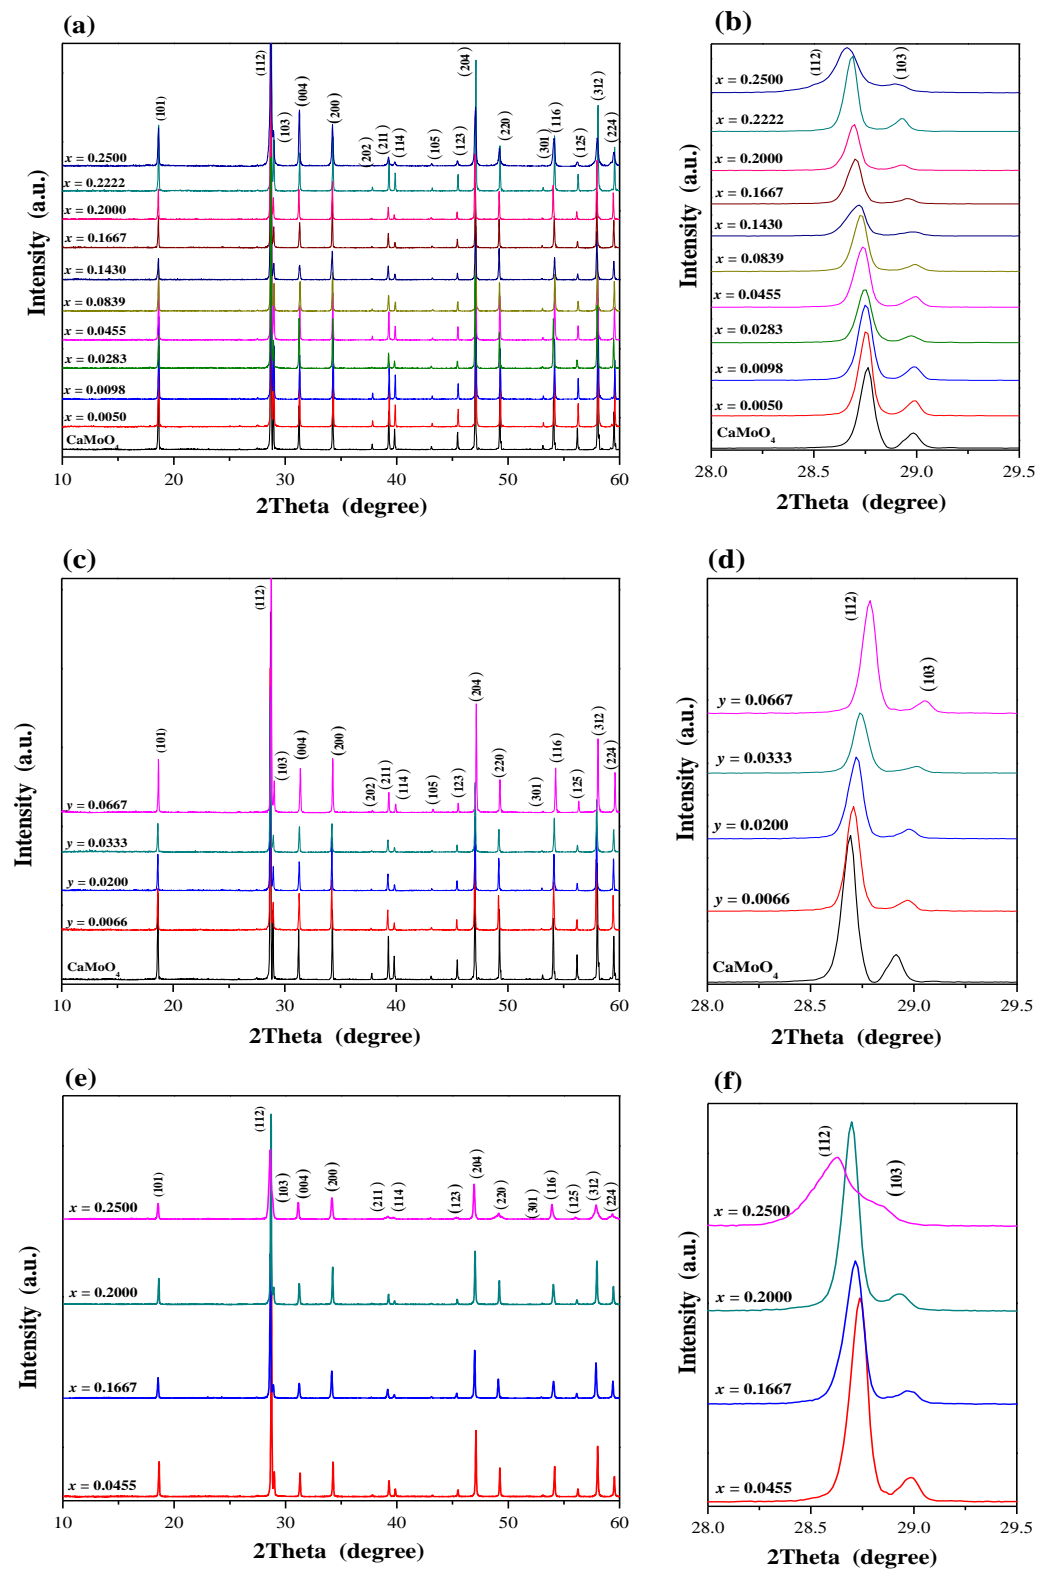 (a)
Intensity (a.u.)
(101)
(112)
(103)
(004)
(200)
(202)
(211)
(114)
(105)
(123)
(204)
(220)
(301)
(116)
(125)
(312)
(224)
x = 0.2500
x = 0.2222
x = 0.2000
x = 0.1667
x = 0.1430
x = 0.0839
x = 0.0455
x = 0.0283
x = 0.0098
x = 0.0050
CaMoO4
10 20 30 40 50 60
2Theta (degree)
(b)
Intensity (a.u.)
(112)
(103)
x = 0.2500
x = 0.2222
x = 0.2000
x = 0.1667
x = 0.1430
x = 0.0839
x = 0.0455
x = 0.0283
x = 0.0098
x = 0.0050
CaMoO4
28.0 28.5 29.0 29.5
2Theta (degree)
(c)
Intensity (a.u.)
(101)
(112)
(103)
(004)
(200)
(202)
(211)
(114)
(105)
(123)
(204)
(220)
(301)
(116)
(125)
(312)
(224)
y = 0.0667
y = 0.0333
y = 0.0200
y = 0.0066
CaMoO4
10 20 30 40 50 60
2Theta (degree)
(d)
Intensity (a.u.)
(112)
(103)
y = 0.0667
y = 0.0333
y = 0.0200
y = 0.0066
CaMoO4
28.0 28.5 29.0 29.5
2Theta (degree)
(e)
Intensity (a.u.)
(101)
(112)
(103)
(004)
(200)
(211)
(114)
(123)
(204)
(220)
(301)
(116)
(125)
(312)
(224)
x = 0.2500
x = 0.2000
x = 0.1667
x = 0.0455
10 20 30 40 50 60
2Theta (degree)
(f)
Intensity (a.u.)
(112)
(103)
x = 0.2500
x = 0.2000
x = 0.1667
x = 0.0455
28.0 28.5 29.0 29.5
2Theta (degree)